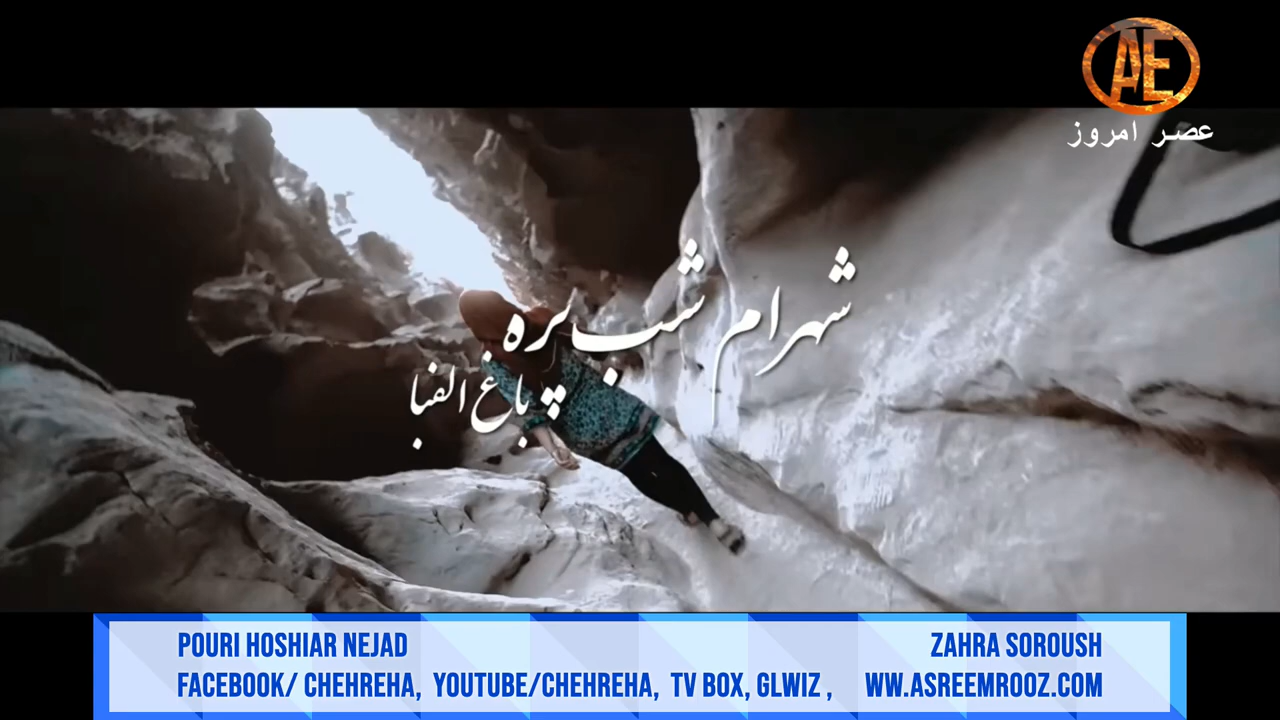 AE
عصر امروز
شهرام شب‌پره
باغ الفبا
POURI HOSHIAR NEJAD ZAHRA SOROUSH
FACEBOOK/ CHEHREHA, YOUTUBE/CHEHREHA, TV BOX, GLWIZ , WW.ASREEMROOZ.COM